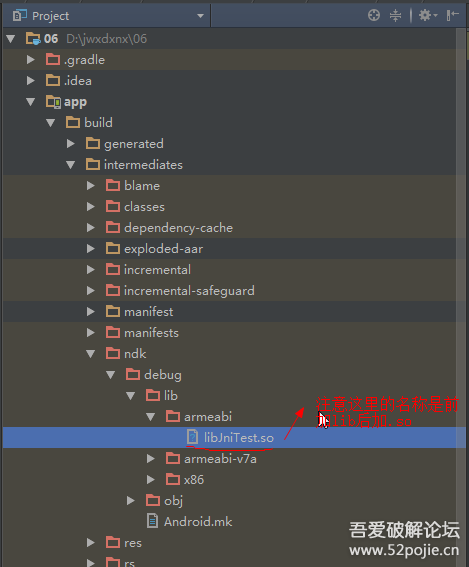 Project
06 D:\jwxdxnx\06
.gradle
.idea
app
build
generated
intermediates
blame
classes
dependency-cache
exploded-aar
incremental
incremental-safeguard
manifest
manifests
ndk
debug
lib
armeabi
libJniTest.so
armeabi-v7a
x86
obj
Android.mk
res
rs
吾爱破解论坛
www.52pojie.cn